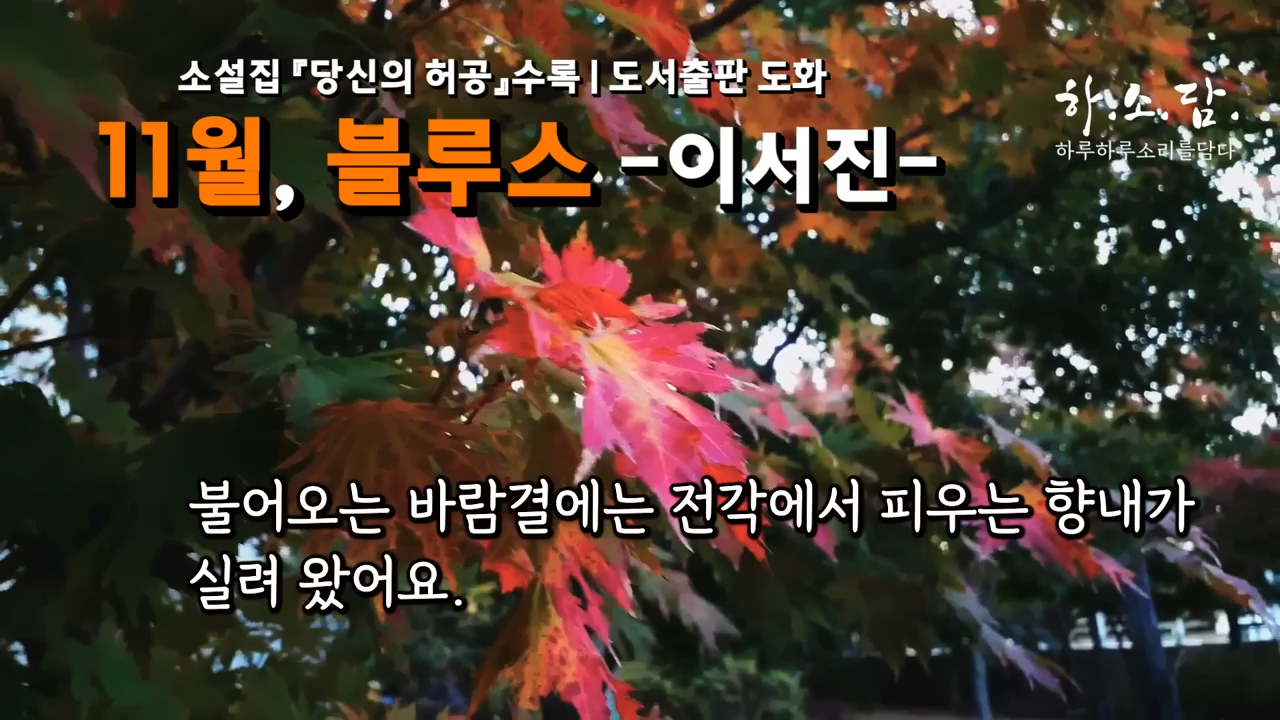 소설집『당신의 허공』수록 | 도서출판 도화
11월, 블루스 -이서진-
하.소.담.
하루하루소리를담다
불어오는 바람결에는 전각에서 피우는 향내가
실려 왔어요.